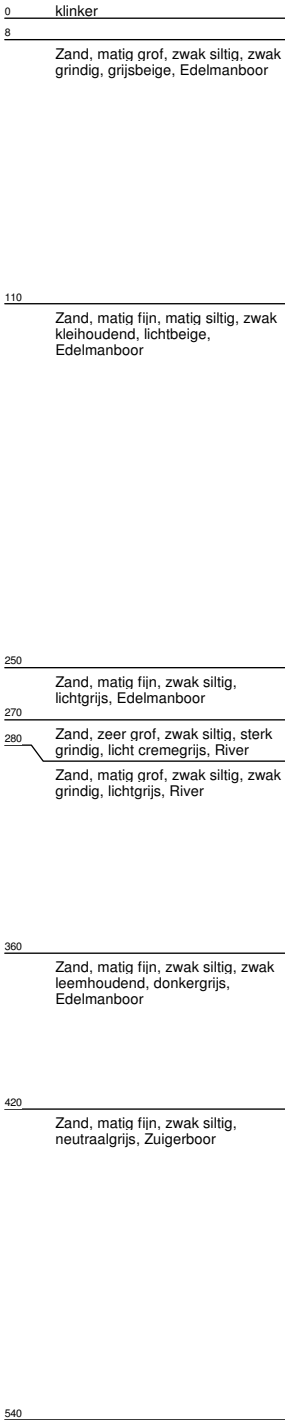 0 klinker
8
Zand, matig grof, zwak siltig, zwak
grindig, grijsbeige, Edelmanboor
110
Zand, matig fijn, matig siltig, zwak
kleihoudend, lichtbeige,
Edelmanboor
250
Zand, matig fijn, zwak siltig,
lichtgrijs, Edelmanboor
270
Zand, zeer grof, zwak siltig, sterk
grindig, licht cremegrijs, River
280
Zand, matig grof, zwak siltig, zwak
grindig, lichtgrijs, River
360
Zand, matig fijn, zwak siltig, zwak
leemhoudend, donkergrijs,
Edelmanboor
420
Zand, matig fijn, zwak siltig,
neutraalgrijs, Zuigerboor
540